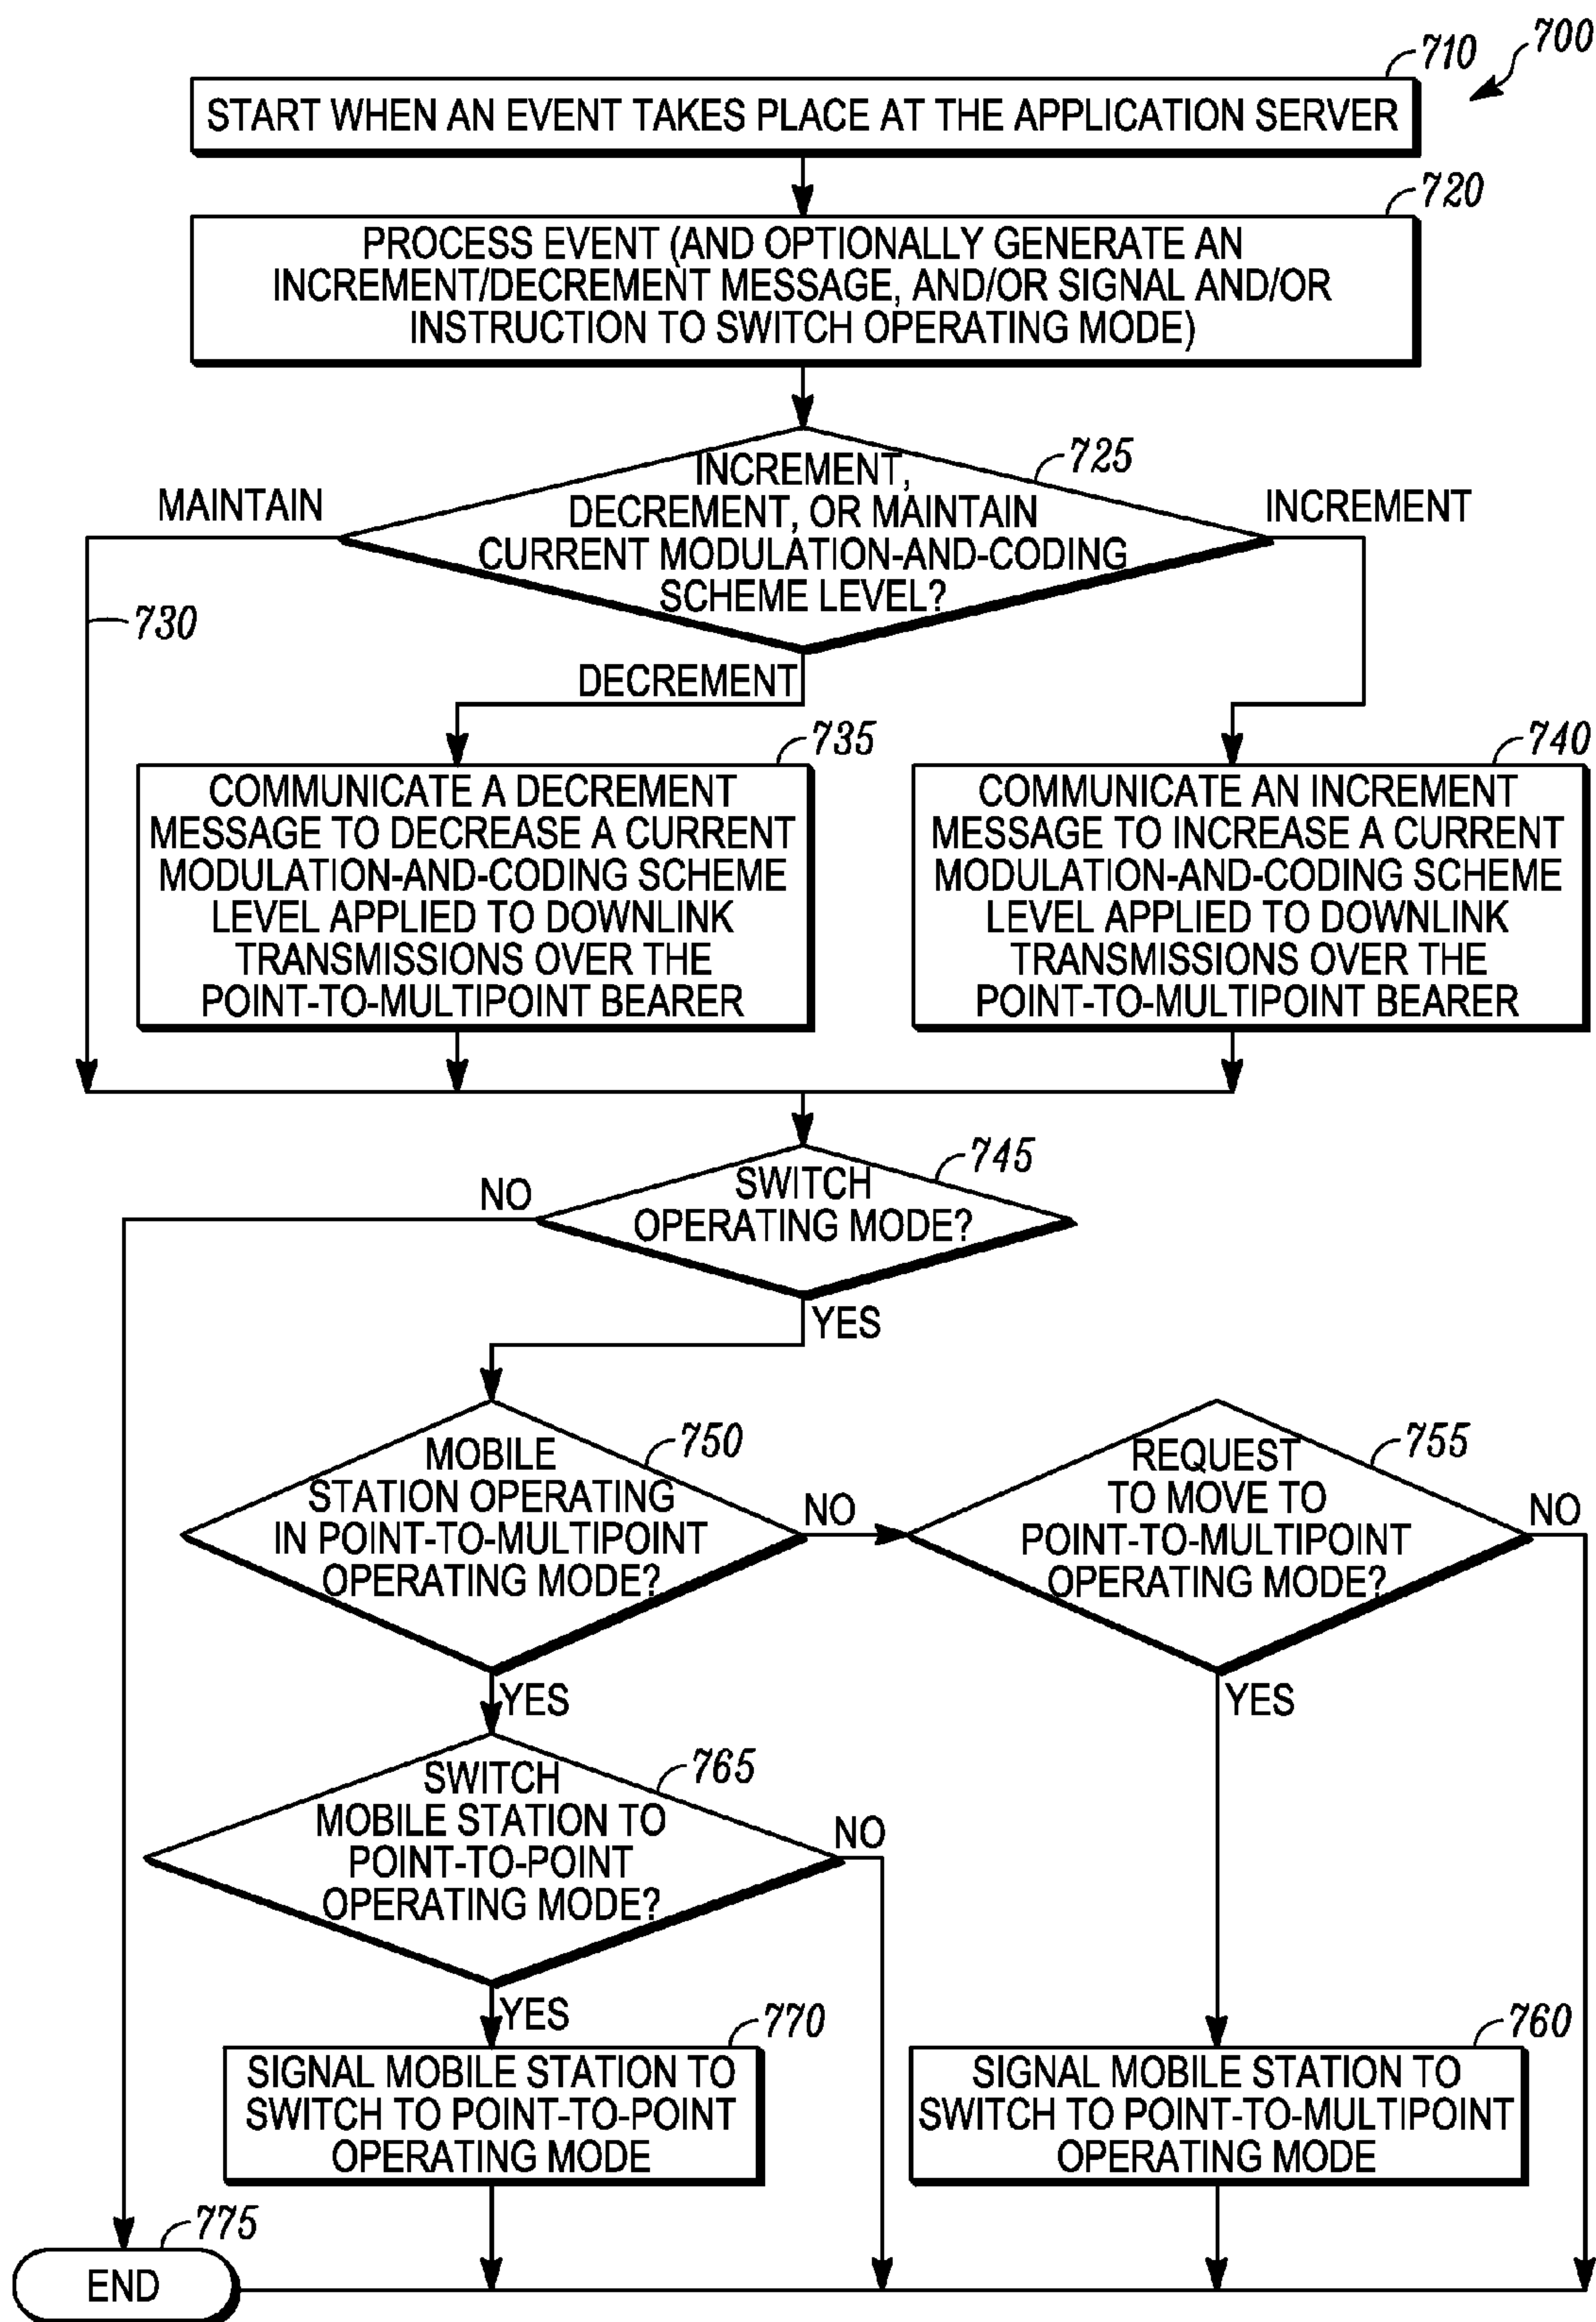 700
710
START WHEN AN EVENT TAKES PLACE AT THE APPLICATION SERVER
720
PROCESS EVENT (AND OPTIONALLY GENERATE AN
INCREMENT/DECREMENT MESSAGE, AND/OR SIGNAL AND/OR
INSTRUCTION TO SWITCH OPERATING MODE)
725
INCREMENT,
DECREMENT, OR MAINTAIN
CURRENT MODULATION-AND-CODING
SCHEME LEVEL?
MAINTAIN
INCREMENT
730
DECREMENT
735
COMMUNICATE A DECREMENT
MESSAGE TO DECREASE A CURRENT
MODULATION-AND-CODING SCHEME
LEVEL APPLIED TO DOWNLINK
TRANSMISSIONS OVER THE
POINT-TO-MULTIPOINT BEARER
740
COMMUNICATE AN INCREMENT
MESSAGE TO INCREASE A CURRENT
MODULATION-AND-CODING SCHEME
LEVEL APPLIED TO DOWNLINK
TRANSMISSIONS OVER THE
POINT-TO-MULTIPOINT BEARER
745
SWITCH
OPERATING MODE?
NO
YES
750
MOBILE
STATION OPERATING
IN POINT-TO-MULTIPOINT
OPERATING MODE?
NO
YES
755
REQUEST
TO MOVE TO
POINT-TO-MULTIPOINT
OPERATING MODE?
NO
YES
765
SWITCH
MOBILE STATION TO
POINT-TO-POINT
OPERATING MODE?
NO
YES
770
SIGNAL MOBILE STATION TO
SWITCH TO POINT-TO-POINT
OPERATING MODE
760
SIGNAL MOBILE STATION TO
SWITCH TO POINT-TO-MULTIPOINT
OPERATING MODE
775
END